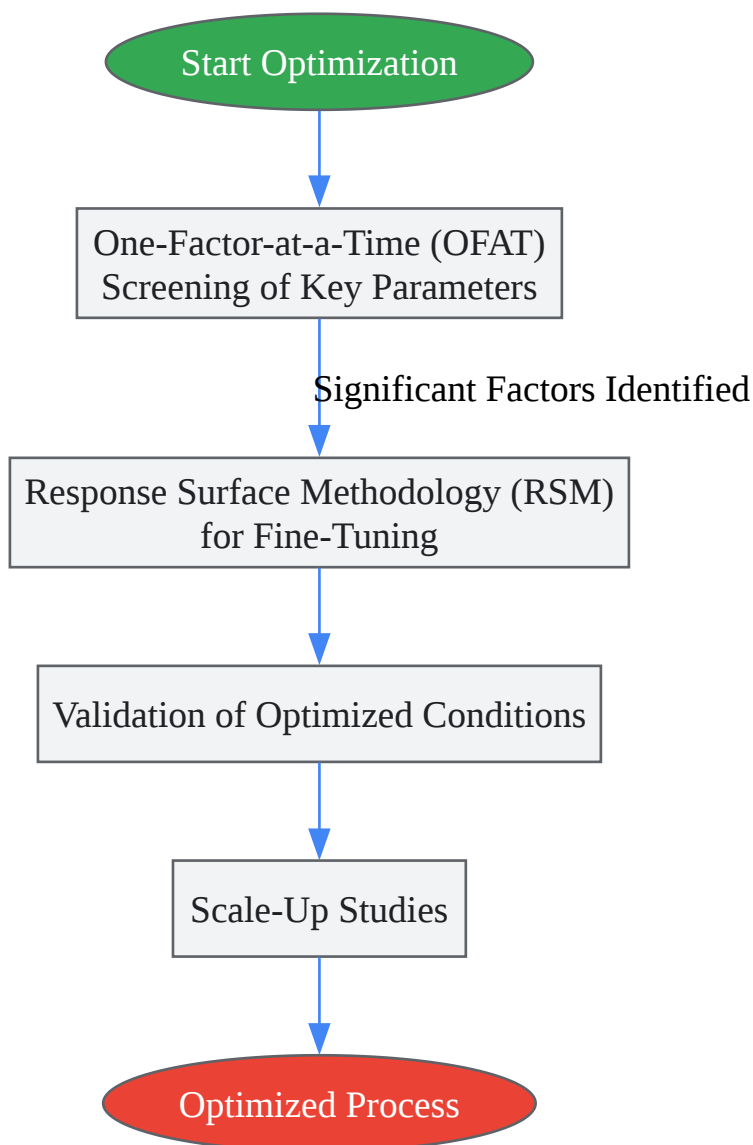 Start Optimization
One-Factor-at-a-Time (OFAT)
Screening of Key Parameters
Significant Factors Identified
Response Surface Methodology (RSM)
for Fine-Tuning
Validation of Optimized Conditions
Scale-Up Studies
Optimized Process